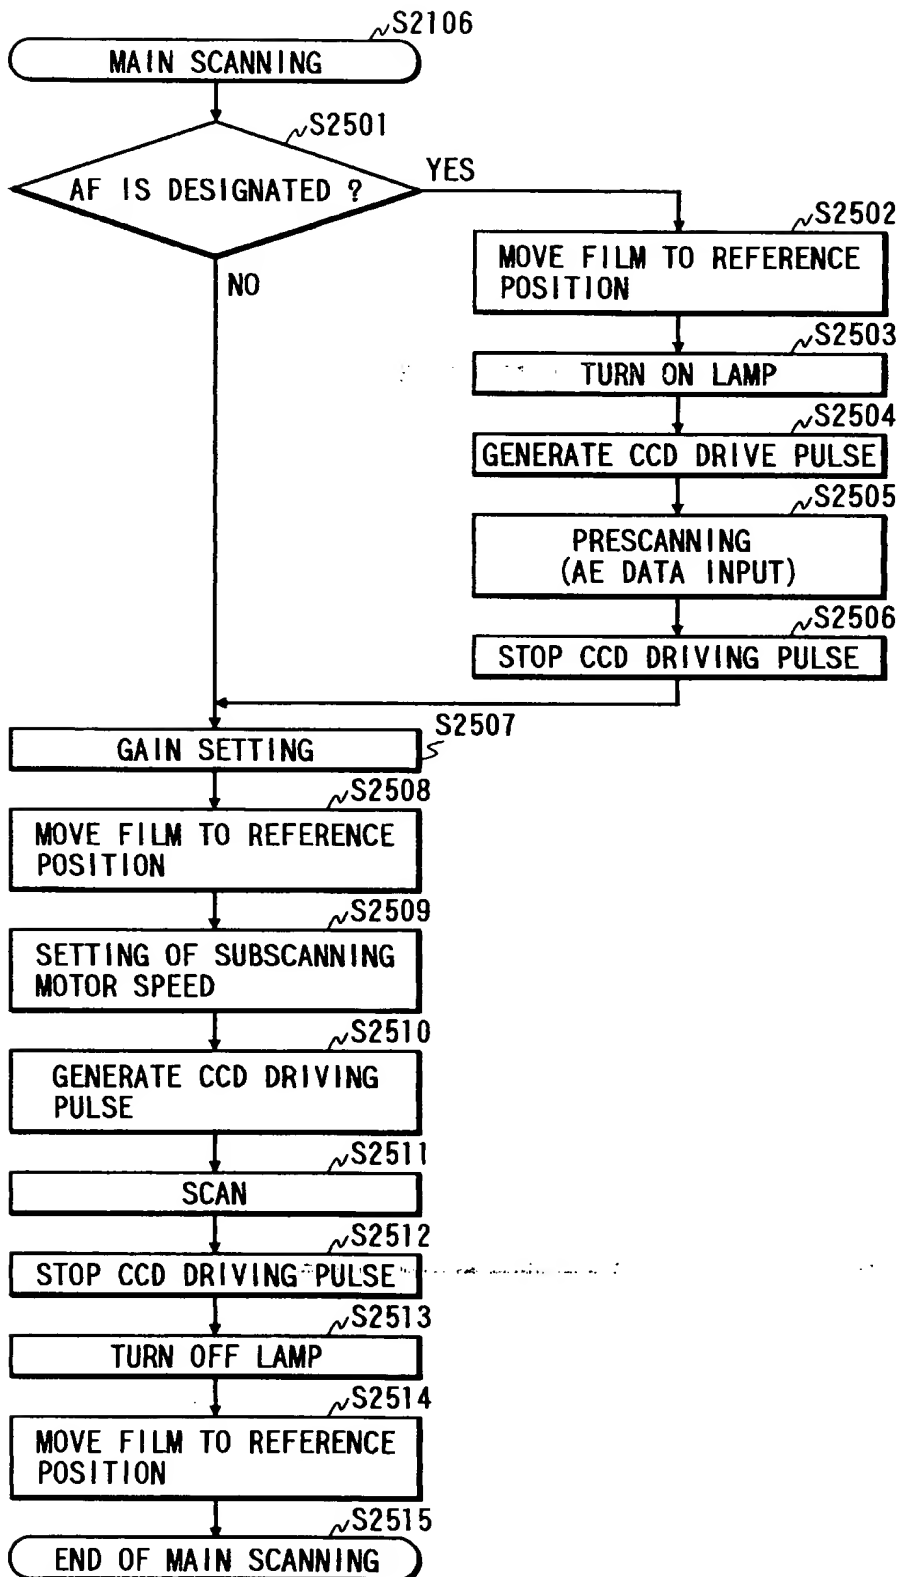 S2106
MAIN SCANNING
S2501
AF IS DESIGNATED ?
YES
NO
S2502
MOVE FILM TO REFERENCE
POSITION
S2503
TURN ON LAMP
S2504
GENERATE CCD DRIVE PULSE
S2505
PRESCANNING
(AE DATA INPUT)
S2506
STOP CCD DRIVING PULSE
S2507
GAIN SETTING
S2508
MOVE FILM TO REFERENCE
POSITION
S2509
SETTING OF SUBSCANNING
MOTOR SPEED
S2510
GENERATE CCD DRIVING
PULSE
S2511
SCAN
S2512
STOP CCD DRIVING PULSE
S2513
TURN OFF LAMP
S2514
MOVE FILM TO REFERENCE
POSITION
S2515
END OF MAIN SCANNING